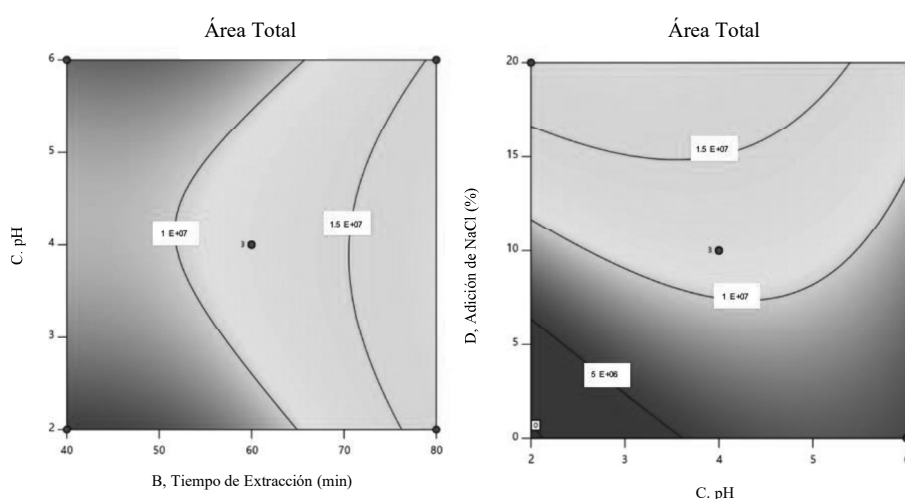 Área Total
6
5
4
3
2
40
50
60
70
80
1 E+07
1.5 E+07
3
C. pH
B, Tiempo de Extracción (min)
Área Total
20
15
10
5
0
2
3
4
5
1.5 E+07
3
1 E+07
5 E+06
0
D, Adición de NaCl (%)
C. pH